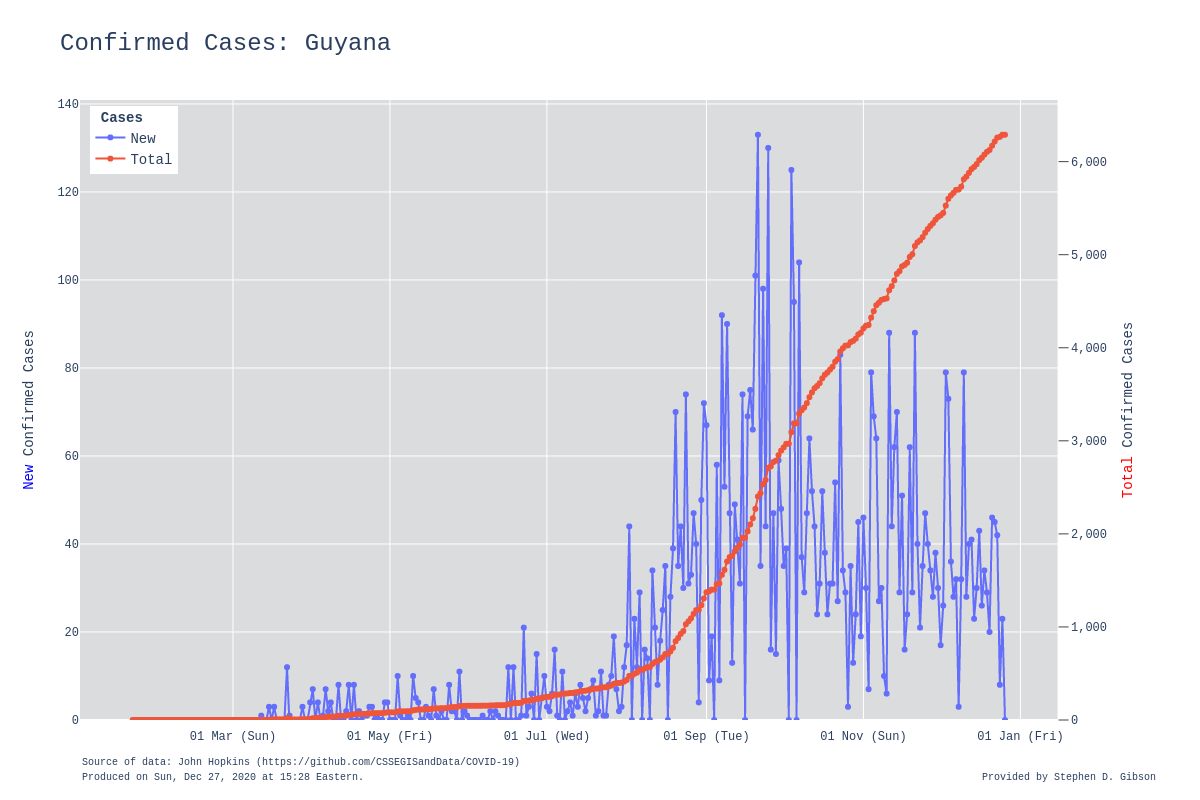 Confirmed Cases: Guyana
Cases
New
Total
140
120
100
80
60
40
20
0
New Confirmed Cases
6,000
5,000
4,000
3,000
2,000
1,000
0
Total Confirmed Cases
01 Mar (Sun) 01 May (Fri) 01 Jul (Wed) 01 Sep (Tue) 01 Nov (Sun) 01 Jan (Fri)
Source of data: John Hopkins (https://github.com/CSSEGISandData/COVID-19)
Produced on Sun, Dec 27, 2020 at 15:28 Eastern.
Provided by Stephen D. Gibson